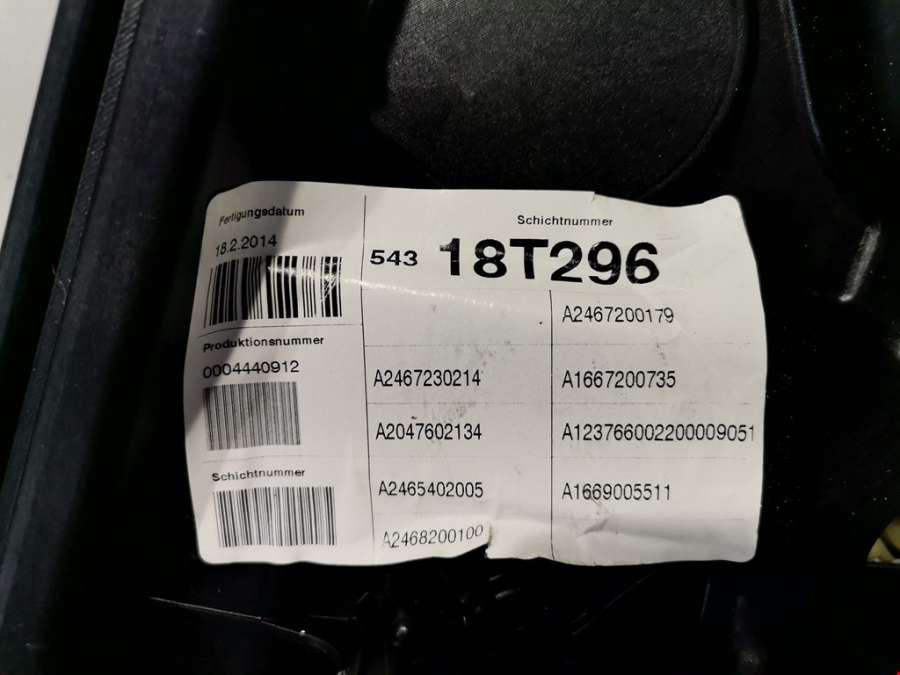 Fertigungsdatum
18.2.2014
Produktionsnummer
0004440912
Schichtnummer
Schichtnummer
543 18T296
A2467200179
A2467230214 A1667200735
A2047602134 A123766002200009051
A2465402005 A1669005511
A2468200100